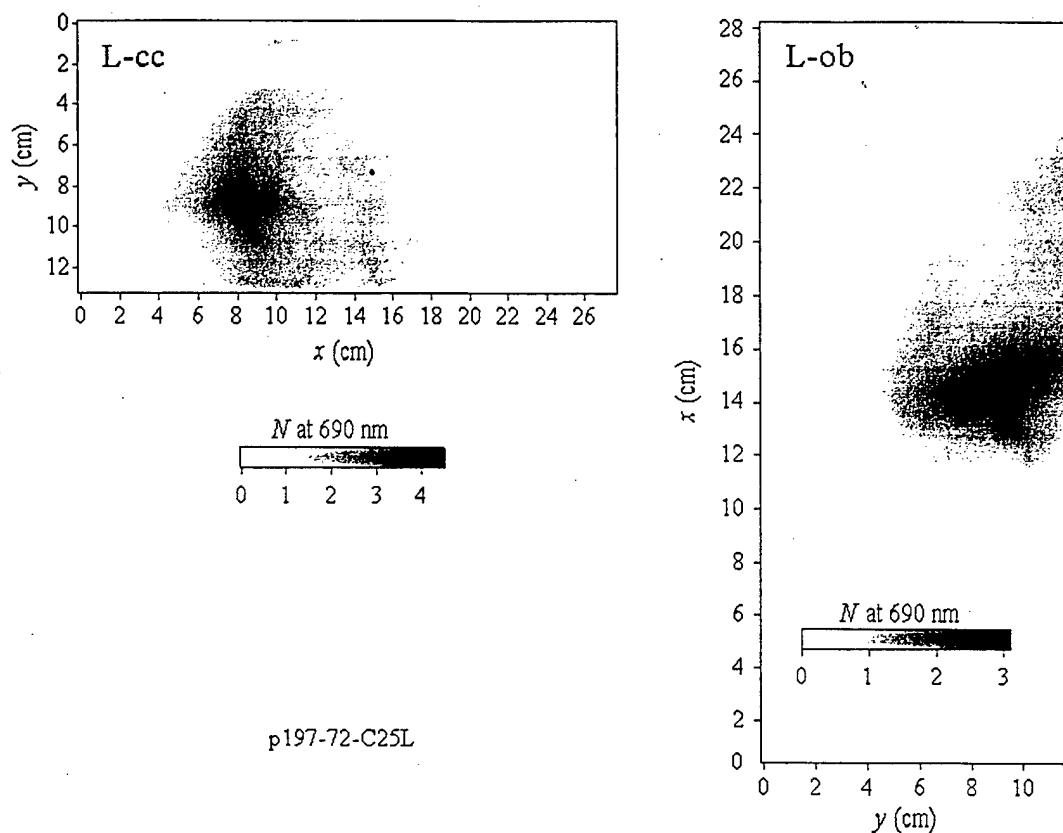 L-cc
0
2
4
6
8
10
12
y (cm)
0 2 4 6 8 10 12 14 16 18 20 22 24 26
x (cm)
N at 690 nm
0 1 2 3 4
p197-72-C25L
L-ob
28
26
24
22
20
18
16
14
12
10
8
6
4
2
0
x (cm)
N at 690 nm
0 1 2 3
0 2 4 6 8 10
y (cm)